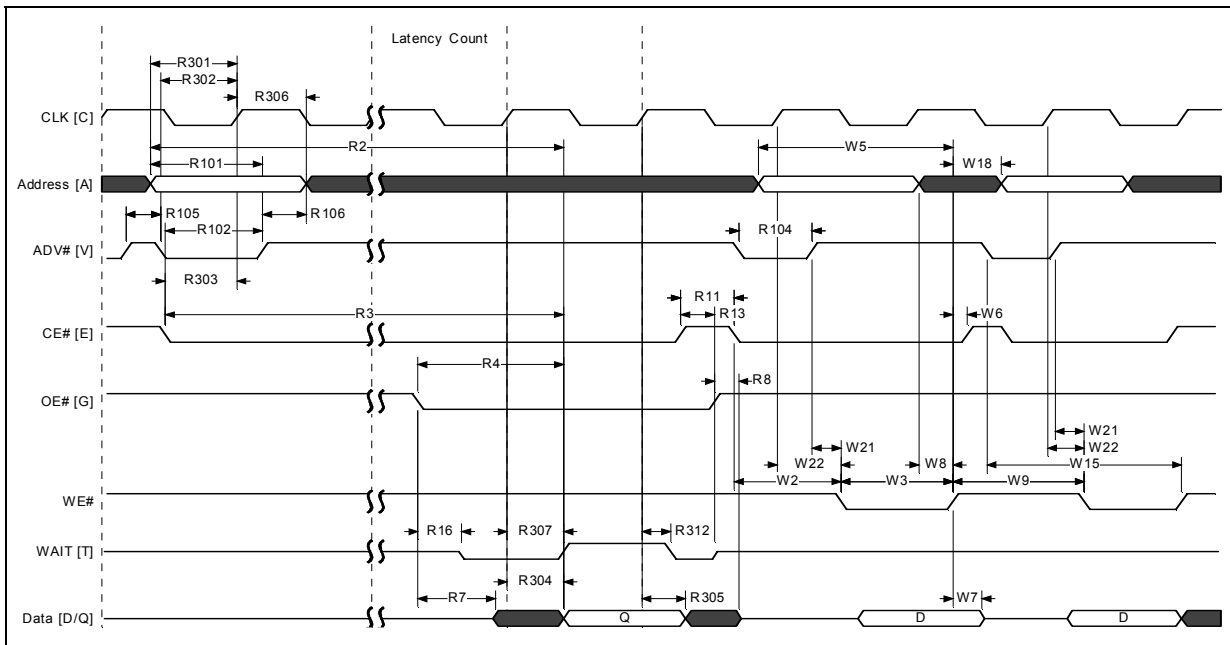 Latency Count
R301
R302
R306
CLK [C]
R2
W5
R101
W18
Address [A]
R105
R106
R102
R104
ADV# [V]
R303
R11
R3
R13
W6
CE# [E]
R4
R8
OE# [G]
W21
W21
W22
W22
W8
W15
W2
W3
W9
WE#
R16
R307
R312
WAIT [T]
R304
R7
R305
W7
Data [D/Q]
Q
D
D